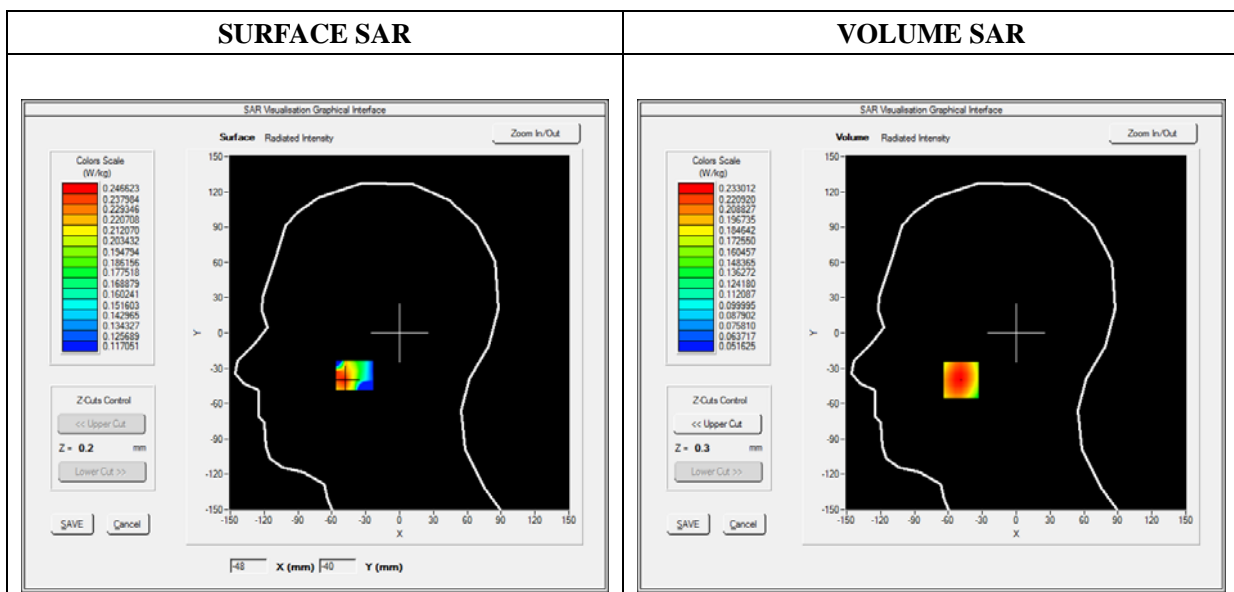 SURFACE SAR
VOLUME SAR
SAR Visualisation Graphical Interface
Surface Radiated Intensity
Zoom In/Out
Colors Scale
(W/kg)
0.246623
0.237984
0.229346
0.220708
0.212070
0.203432
0.194794
0.186156
0.177518
0.168879
0.160241
0.151603
0.142965
0.134327
0.125689
0.117051
Z-Cuts Control
<< Upper Cut
Z = 0.2 mm
Lower Cut >>
SAVE Cancel
150
120
90
60
30
0
-30
-60
-90
-120
-150
Y
-150 -120 -90 -60 -30 0 30 60 90 120 150
X
-48 X (mm) -40 Y (mm)
SAR Visualisation Graphical Interface
Volume Radiated Intensity
Zoom In/Out
Colors Scale
(W/kg)
0.233012
0.220920
0.208827
0.196735
0.184642
0.172550
0.160457
0.148365
0.136272
0.124180
0.112087
0.099995
0.087902
0.075810
0.063717
0.051625
Z-Cuts Control
<< Upper Cut
Z = 0.3 mm
Lower Cut >>
SAVE Cancel
150
120
90
60
30
0
-30
-60
-90
-120
-150
Y
-150 -120 -90 -60 -30 0 30 60 90 120 150
X